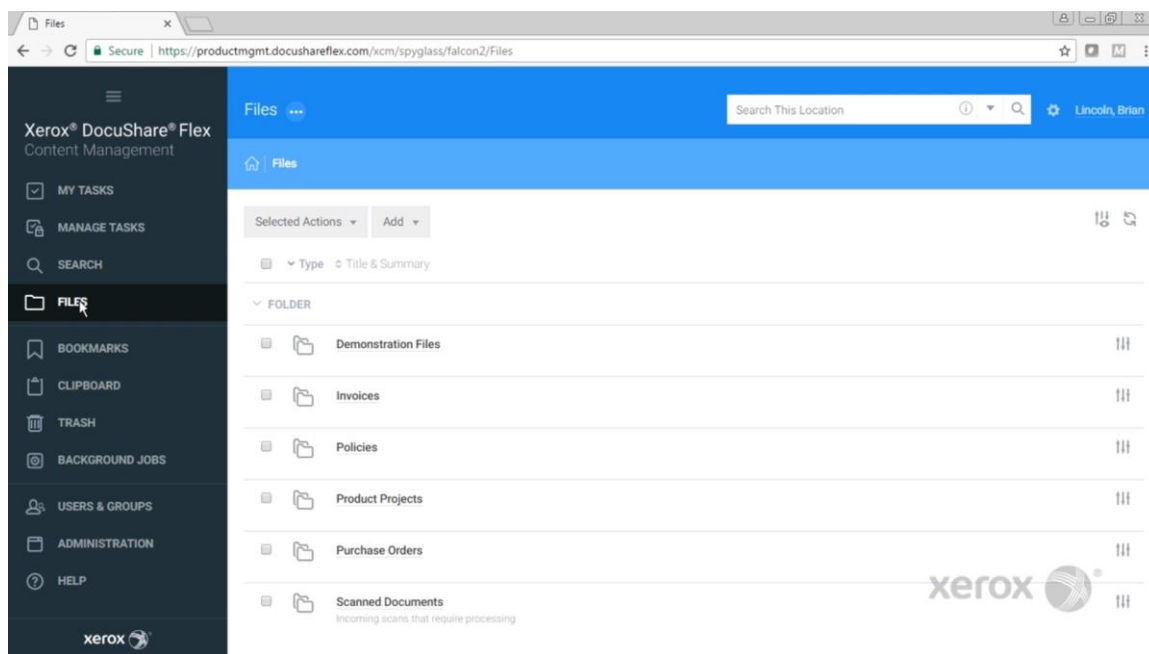 Files
Secure | https://productmgmt.docushareflex.com/xcm/spyglass/falcon2/Files
Xerox® DocuShare® Flex
Content Management
MY TASKS
MANAGE TASKS
SEARCH
FILES
BOOKMARKS
CLIPBOARD
TRASH
BACKGROUND JOBS
USERS & GROUPS
ADMINISTRATION
HELP
xerox
Files
Search This Location
Lincoln, Brian
Files
Selected Actions
Add
Type
Title & Summary
FOLDER
Demonstration Files
Invoices
Policies
Product Projects
Purchase Orders
Scanned Documents
Incoming scans that require processing
xerox®